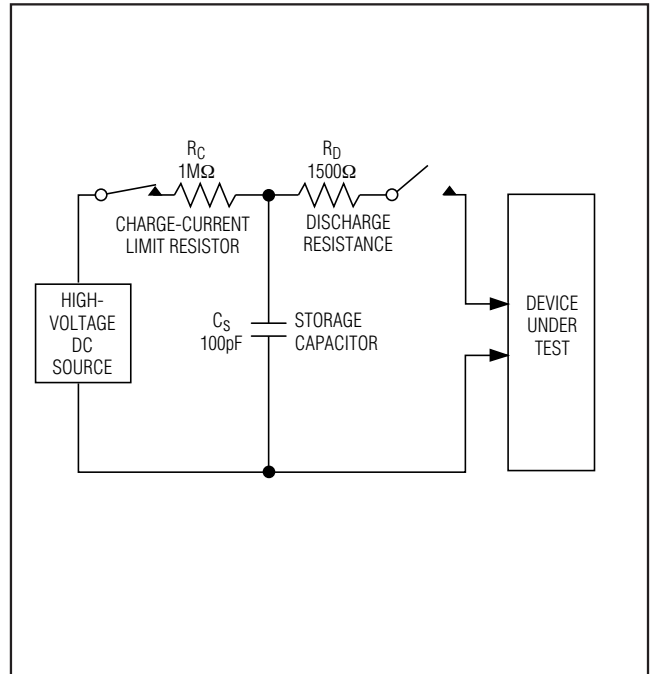 R_C
1MΩ
CHARGE-CURRENT
LIMIT RESISTOR
R_D
1500Ω
DISCHARGE
RESISTANCE
HIGH-
VOLTAGE
DC
SOURCE
C_S
100pF
STORAGE
CAPACITOR
DEVICE
UNDER
TEST